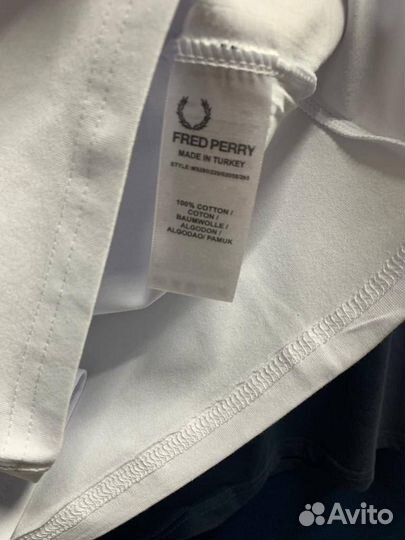 FRED PERRY
MADE IN TURKEY
100% COTTON /
COTON /
BAUMWOLLE /
ALGODON /
ALGODAO/ PAMUK
Avito